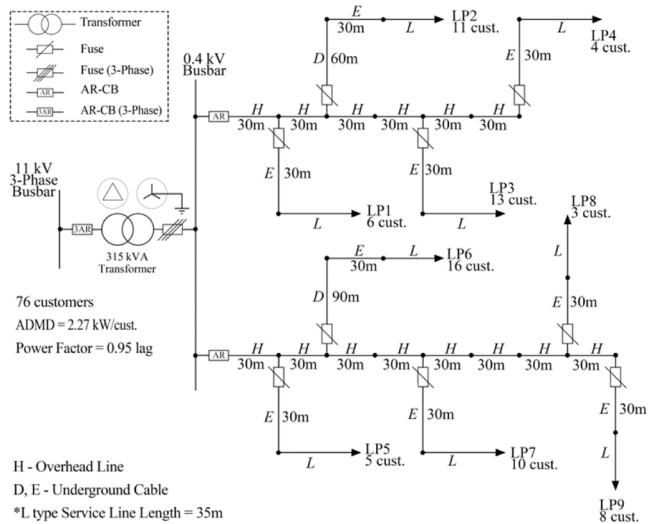 Transformer
Fuse
Fuse (3-Phase)
AR
AR-CB
3AR
AR-CB (3-Phase)
0.4 kV
Busbar
E
30m
L
LP2
11 cust.
D 60m
E 30m
L
LP4
4 cust.
AR
H H H H H H
30m 30m 30m 30m 30m 30m
E 30m
L
LP1
6 cust.
E 30m
L
LP3
13 cust.
11 kV
3-Phase
Busbar
3AR
315 kVA
Transformer
76 customers
ADMD = 2.27 kW/cust.
Power Factor = 0.95 lag
E
30m
L
LP6
16 cust.
D 90m
LP8
3 cust.
L
E 30m
AR
H H H H H H H H
30m 30m 30m 30m 30m 30m 30m 30m
E 30m
L
LP5
5 cust.
E 30m
L
LP7
10 cust.
E 30m
L
LP9
8 cust.
H - Overhead Line
D, E - Underground Cable
*L type Service Line Length = 35m